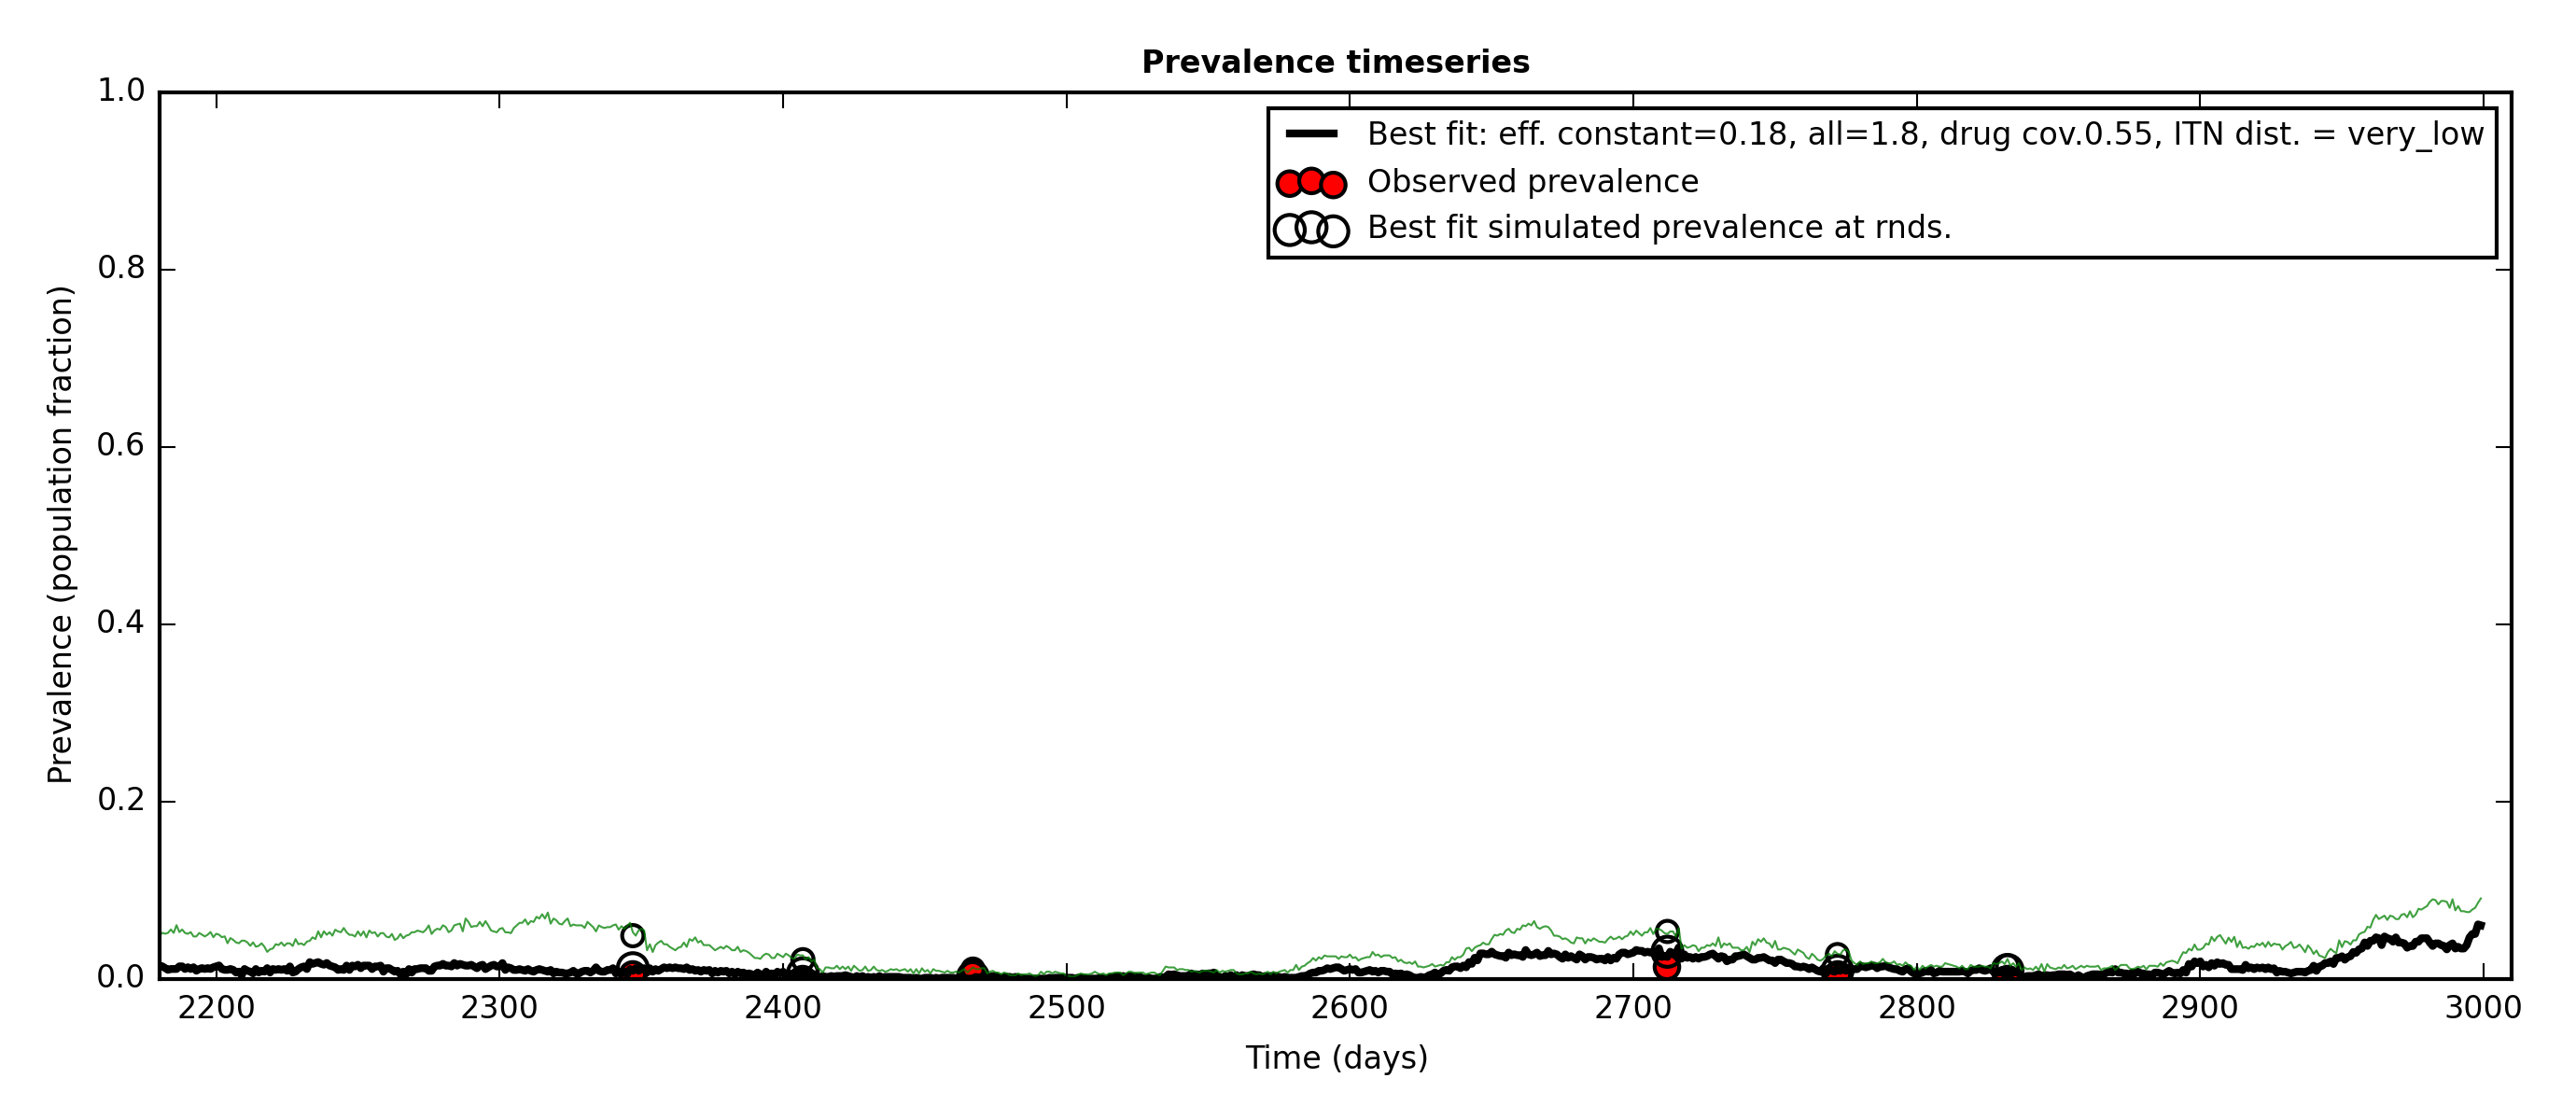 Prevalence timeseries
1.0
0.8
0.6
0.4
0.2
0.0
Prevalence (population fraction)
Best fit: eff. constant=0.18, all=1.8, drug cov.0.55, ITN dist. = very_low
Observed prevalence
Best fit simulated prevalence at rnds.
2200 2300 2400 2500 2600 2700 2800 2900 3000
Time (days)